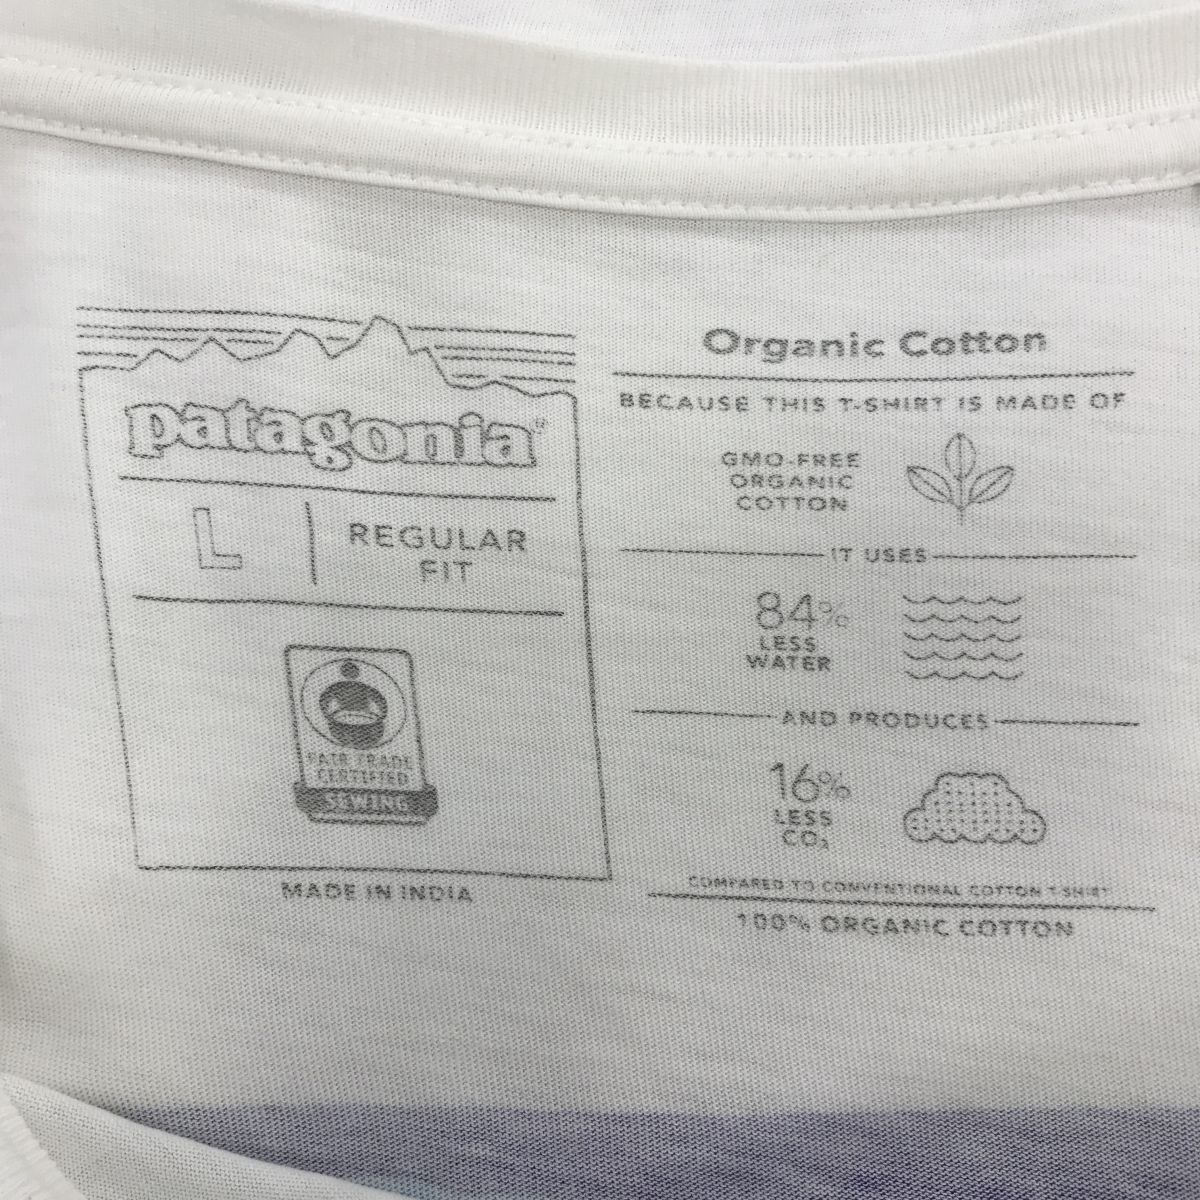 patagonia®
L
REGULAR
FIT
FAIR TRADE
CERTIFIED
SEWING
MADE IN INDIA
Organic Cotton
BECAUSE THIS T-SHIRT IS MADE OF
GMO-FREE
ORGANIC
COTTON
IT USES
84%
LESS
WATER
AND PRODUCES
16%
LESS
CO₂
COMPARED TO CONVENTIONAL COTTON T-SHIRT
100% ORGANIC COTTON